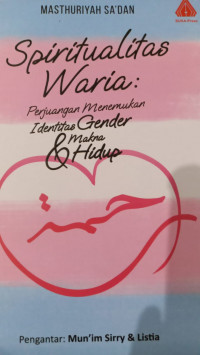 MASTHURIYAH SA'DAN
Spiritualitas
Waria:
Perjuangan Menemukan
Identitas Gender
& Makna
Hidup
Pengantar: Mun'im Sirry & Listia